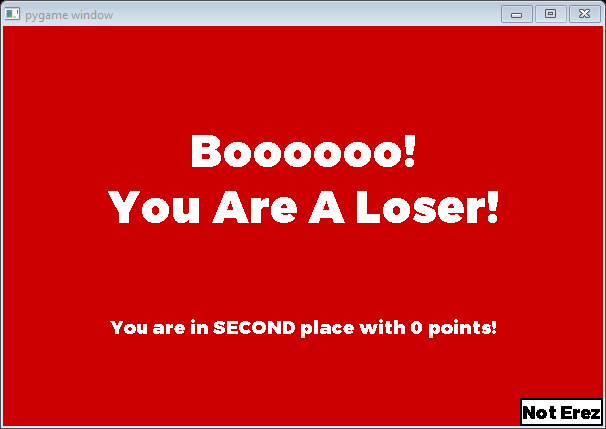 pygame window
Boooooo!
You Are A Loser!
You are in SECOND place with 0 points!
Not Erez